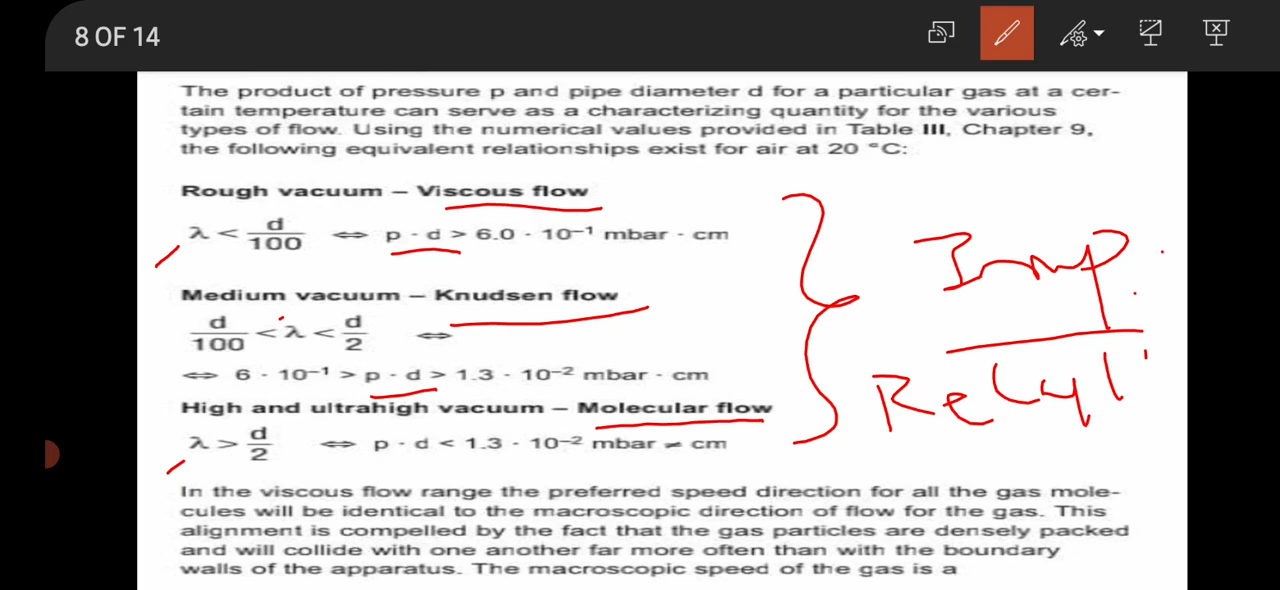 8 OF 14
The product of pressure p and pipe diameter d for a particular gas at a cer-
tain temperature can serve as a characterizing quantity for the various
types of flow. Using the numerical values provided in Table III, Chapter 9,
the following equivalent relationships exist for air at 20 °C:
Rough vacuum – Viscous flow
λ < d/100 ⇔ p · d > 6.0 · 10⁻¹ mbar · cm
Medium vacuum – Knudsen flow
d/100 < λ < d/2 ⇔
⇔ 6 · 10⁻¹ > p · d > 1.3 · 10⁻² mbar · cm
High and ultrahigh vacuum – Molecular flow
λ > d/2 ⇔ p · d < 1.3 · 10⁻² mbar ≠ cm
Imp
In the viscous flow range the preferred speed direction for all the gas mole-
cules will be identical to the macroscopic direction of flow for the gas. This
alignment is compelled by the fact that the gas particles are densely packed
and will collide with one another far more often than with the boundary
walls of the apparatus. The macroscopic speed of the gas is a